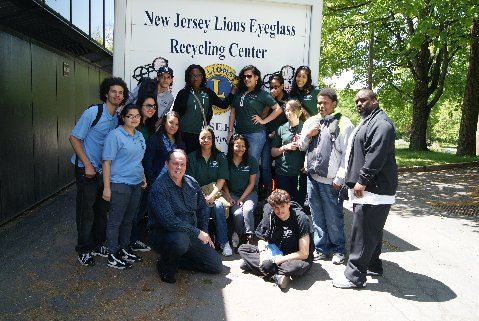 New Jersey Lions Eyeglass
Recycling Center
L